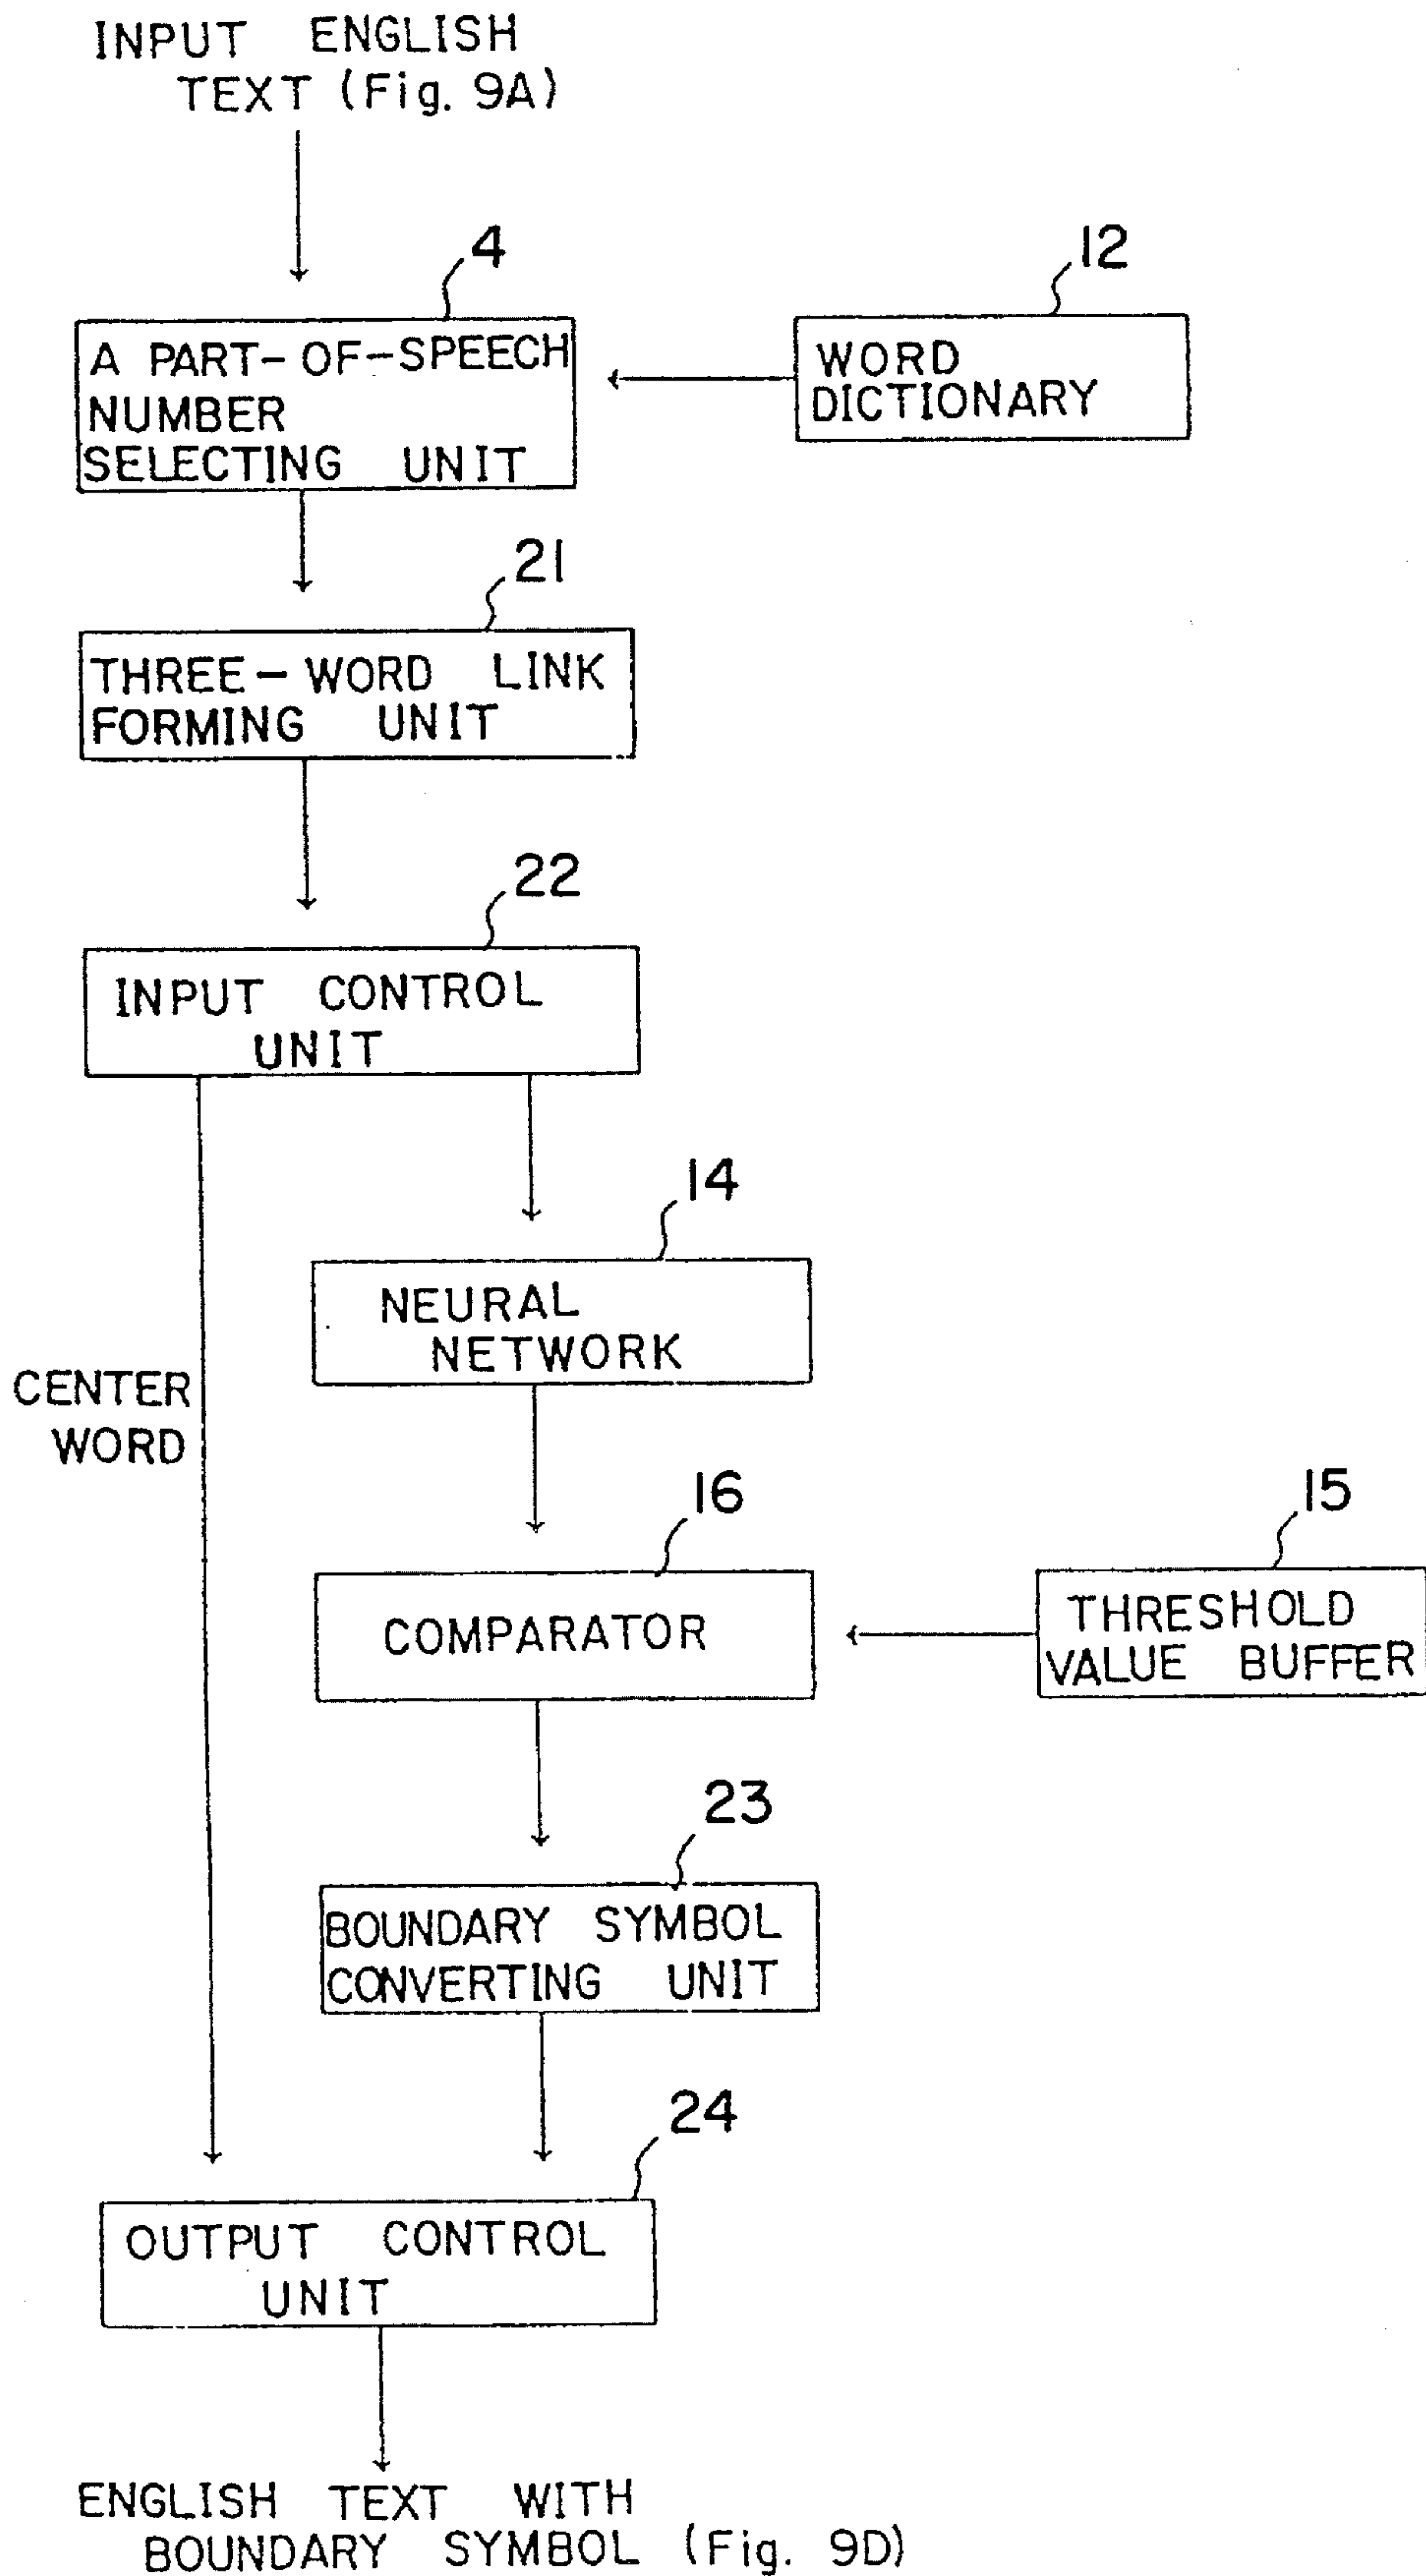 INPUT ENGLISH
TEXT (Fig. 9A)
4
12
A PART-OF-SPEECH
NUMBER
SELECTING UNIT
WORD
DICTIONARY
21
THREE-WORD LINK
FORMING UNIT
22
INPUT CONTROL
UNIT
14
NEURAL
NETWORK
CENTER
WORD
16
15
COMPARATOR
THRESHOLD
VALUE BUFFER
23
BOUNDARY SYMBOL
CONVERTING UNIT
24
OUTPUT CONTROL
UNIT
ENGLISH TEXT WITH
BOUNDARY SYMBOL (Fig. 9D)